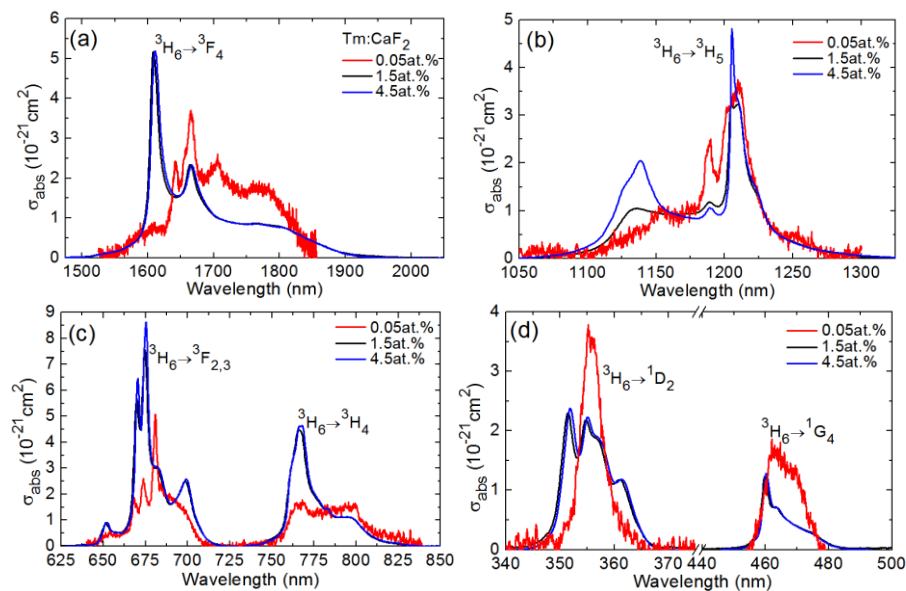 (a)
³H₆→³F₄
Tm:CaF₂
0.05at.%
1.5at.%
4.5at.%
σabs (10⁻²¹cm²)
6
5
4
3
2
1
0
1500 1600 1700 1800 1900 2000
Wavelength (nm)
(b)
³H₆→³H₅
0.05at.%
1.5at.%
4.5at.%
σabs (10⁻²¹ cm²)
5
4
3
2
1
0
1050 1100 1150 1200 1250 1300
Wavelength (nm)
(c)
³H₆→³F₂,₃
³H₆→³H₄
0.05at.%
1.5at.%
4.5at.%
σabs (10⁻²¹ cm²)
9
8
7
6
5
4
3
2
1
0
625 650 675 700 725 750 775 800 825 850
Wavelength (nm)
(d)
³H₆→¹D₂
³H₆→¹G₄
0.05at.%
1.5at.%
4.5at.%
σabs (10⁻²¹ cm²)
4
3
2
1
0
340 350 360 370 440 460 480 500
Wavelength (nm)